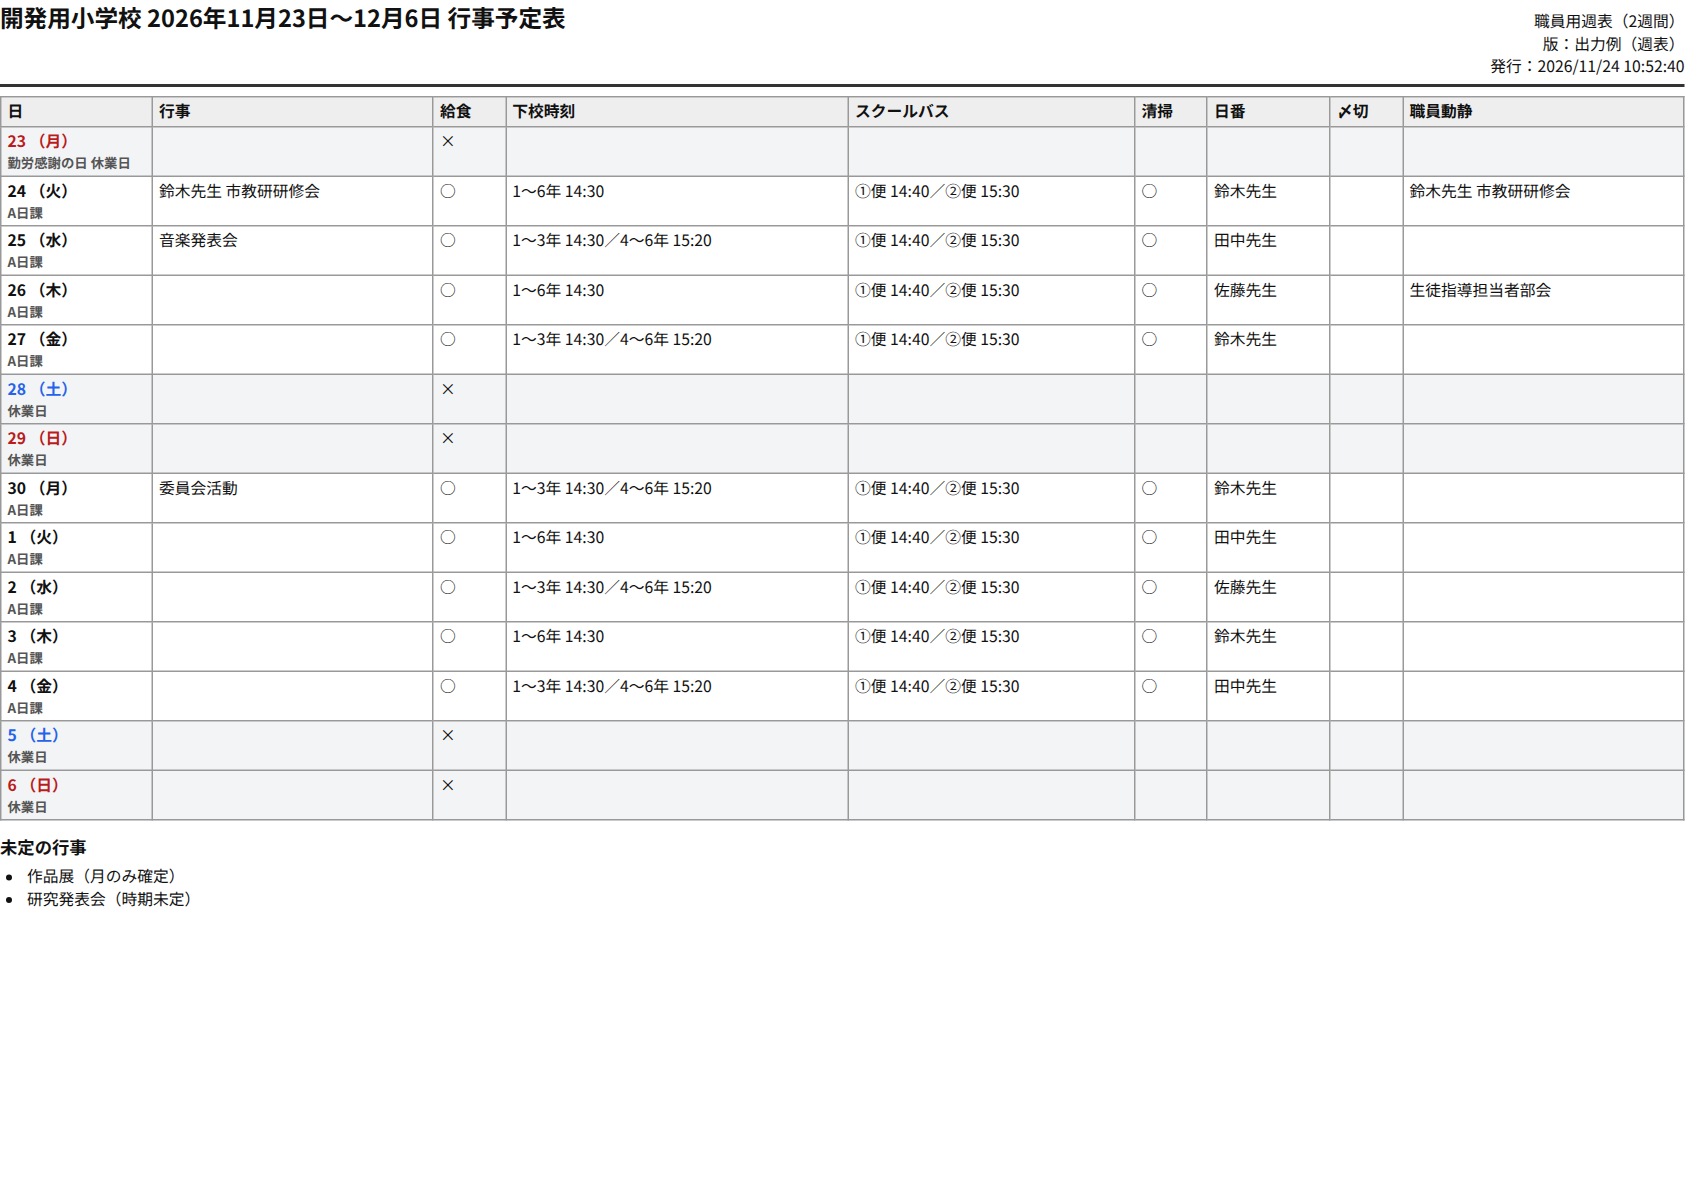 開発用小学校 2026年11月23日～12月6日 行事予定表
職員用週表（2週間）
版：出力例（週表）
発行：2026/11/24 10:52:40
日 行事 給食 下校時刻 スクールバス 清掃 日番 〆切 職員動静
23 （月） ×
勤労感謝の日 休業日
24 （火） 鈴木先生 市教研研修会 〇 1～6年 14:30 ①便 14:40／②便 15:30 〇 鈴木先生 鈴木先生 市教研研修会
A日課
25 （水） 音楽発表会 〇 1～3年 14:30／4～6年 15:20 ①便 14:40／②便 15:30 〇 田中先生
A日課
26 （木） 〇 1～6年 14:30 ①便 14:40／②便 15:30 〇 佐藤先生 生徒指導担当者部会
A日課
27 （金） 〇 1～3年 14:30／4～6年 15:20 ①便 14:40／②便 15:30 〇 鈴木先生
A日課
28 （土） ×
休業日
29 （日） ×
休業日
30 （月） 委員会活動 〇 1～3年 14:30／4～6年 15:20 ①便 14:40／②便 15:30 〇 鈴木先生
A日課
1 （火） 〇 1～6年 14:30 ①便 14:40／②便 15:30 〇 田中先生
A日課
2 （水） 〇 1～3年 14:30／4～6年 15:20 ①便 14:40／②便 15:30 〇 佐藤先生
A日課
3 （木） 〇 1～6年 14:30 ①便 14:40／②便 15:30 〇 鈴木先生
A日課
4 （金） 〇 1～3年 14:30／4～6年 15:20 ①便 14:40／②便 15:30 〇 田中先生
A日課
5 （土） ×
休業日
6 （日） ×
休業日
未定の行事
• 作品展（月のみ確定）
• 研究発表会（時期未定）